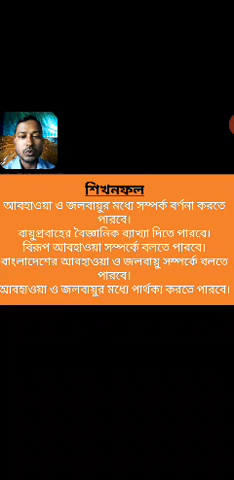 শিখনফল
আবহাওয়া ও জলবায়ুর মধ্যে সম্পর্ক বর্ণনা করতে
পারবে।
বায়ুপ্রবাহের বৈজ্ঞানিক ব্যাখ্যা দিতে পারবে।
বিরূপ আবহাওয়া সম্পর্কে বলতে পারবে।
বাংলাদেশের আবহাওয়া ও জলবায়ু সম্পর্কে বলতে
পারবে।
আবহাওয়া ও জলবায়ুর মধ্যে পার্থক্য করতে পারবে।